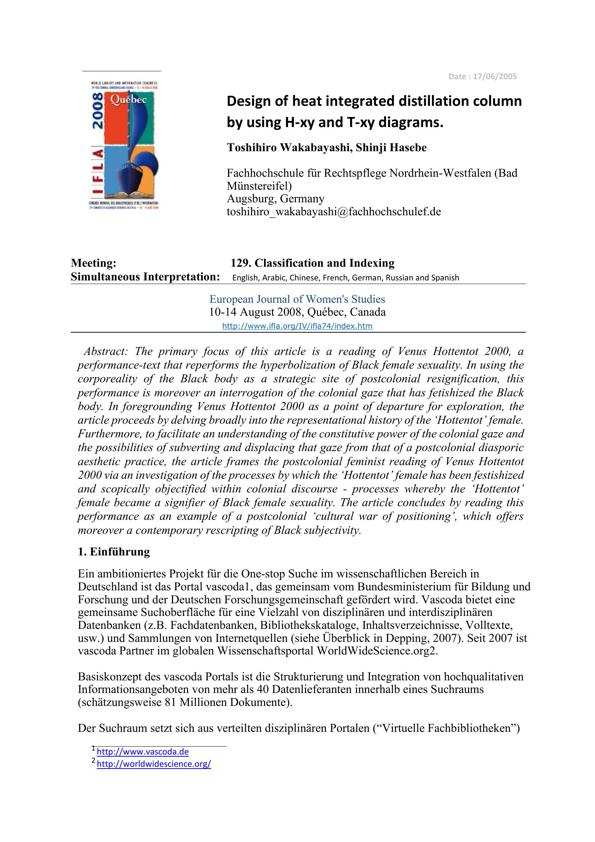 Date : 17/06/2005
WORLD LIBRARY AND INFORMATION CONGRESS:
Québec
IFLA 2008
Design of heat integrated distillation column
by using H-xy and T-xy diagrams.
Toshihiro Wakabayashi, Shinji Hasebe
Fachhochschule für Rechtspflege Nordrhein-Westfalen (Bad
Münstereifel)
Augsburg, Germany
toshihiro_wakabayashi@fachhochschulef.de
Meeting: 129. Classification and Indexing
Simultaneous Interpretation: English, Arabic, Chinese, French, German, Russian and Spanish
European Journal of Women's Studies
10-14 August 2008, Québec, Canada
http://www.ifla.org/IV/ifla74/index.htm
Abstract: The primary focus of this article is a reading of Venus Hottentot 2000, a
performance-text that reperforms the hyperbolization of Black female sexuality. In using the
corporeality of the Black body as a strategic site of postcolonial resignification, this
performance is moreover an interrogation of the colonial gaze that has fetishized the Black
body. In foregrounding Venus Hottentot 2000 as a point of departure for exploration, the
article proceeds by delving broadly into the representational history of the ‘Hottentot’ female.
Furthermore, to facilitate an understanding of the constitutive power of the colonial gaze and
the possibilities of subverting and displacing that gaze from that of a postcolonial diasporic
aesthetic practice, the article frames the postcolonial feminist reading of Venus Hottentot
2000 via an investigation of the processes by which the ‘Hottentot’ female has been festishized
and scopically objectified within colonial discourse - processes whereby the ‘Hottentot’
female became a signifier of Black female sexuality. The article concludes by reading this
performance as an example of a postcolonial ‘cultural war of positioning’, which offers
moreover a contemporary rescripting of Black subjectivity.
1. Einführung
Ein ambitioniertes Projekt für die One-stop Suche im wissenschaftlichen Bereich in
Deutschland ist das Portal vascoda1, das gemeinsam vom Bundesministerium für Bildung und
Forschung und der Deutschen Forschungsgemeinschaft gefördert wird. Vascoda bietet eine
gemeinsame Suchoberfläche für eine Vielzahl von disziplinären und interdisziplinären
Datenbanken (z.B. Fachdatenbanken, Bibliothekskataloge, Inhaltsverzeichnisse, Volltexte,
usw.) und Sammlungen von Internetquellen (siehe Überblick in Depping, 2007). Seit 2007 ist
vascoda Partner im globalen Wissenschaftsportal WorldWideScience.org2.
Basiskonzept des vascoda Portals ist die Strukturierung und Integration von hochqualitativen
Informationsangeboten von mehr als 40 Datenlieferanten innerhalb eines Suchraums
(schätzungsweise 81 Millionen Dokumente).
Der Suchraum setzt sich aus verteilten disziplinären Portalen (“Virtuelle Fachbibliotheken”)
1 http://www.vascoda.de
2 http://worldwidescience.org/